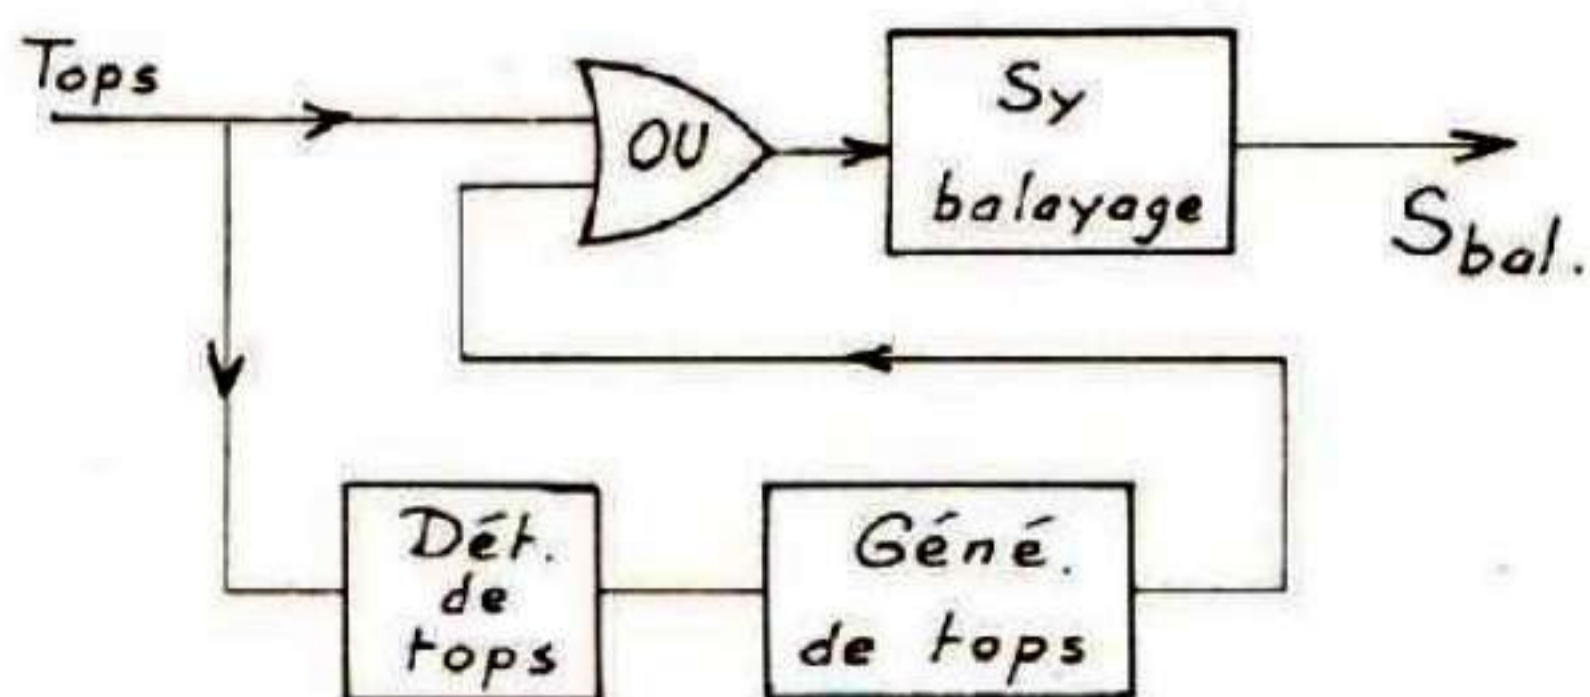 Tops
OU
Sy
balayage
Sbal.
Dét.
de
tops
Géné.
de tops